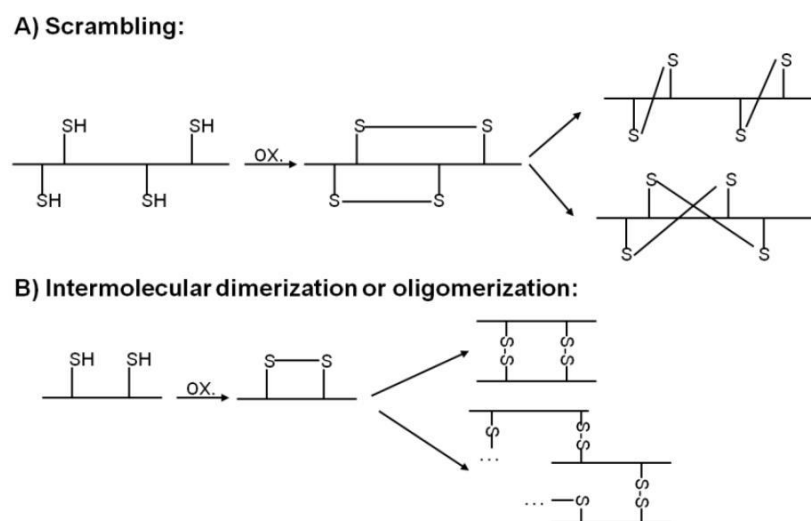 A) Scrambling:
SH SH
SH SH
OX.
S S
S S
S S
S S
S S
S S
B) Intermolecular dimerization or oligomerization:
SH SH
OX.
S S
S-S S-S
S
...
S-S
S-S
... S